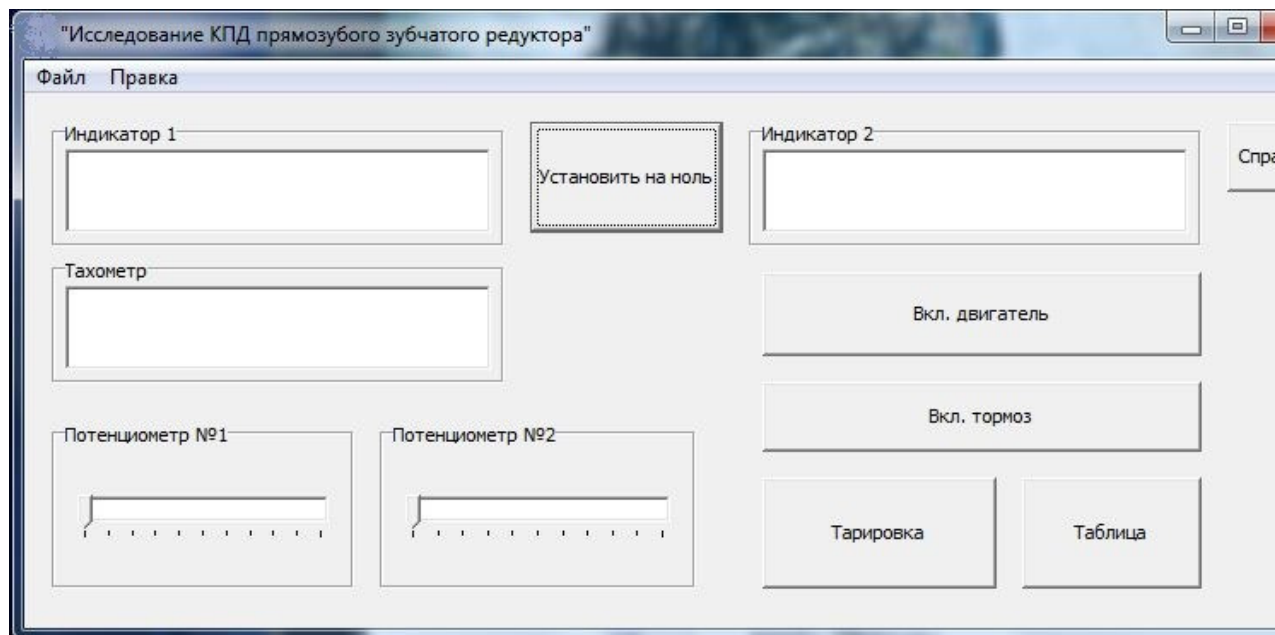 "Исследование КПД прямозубого зубчатого редуктора"
Файл Правка
Индикатор 1
Установить на ноль
Индикатор 2
Тахометр
Вкл. двигатель
Вкл. тормоз
Потенциометр №1
Потенциометр №2
Тарировка
Таблица